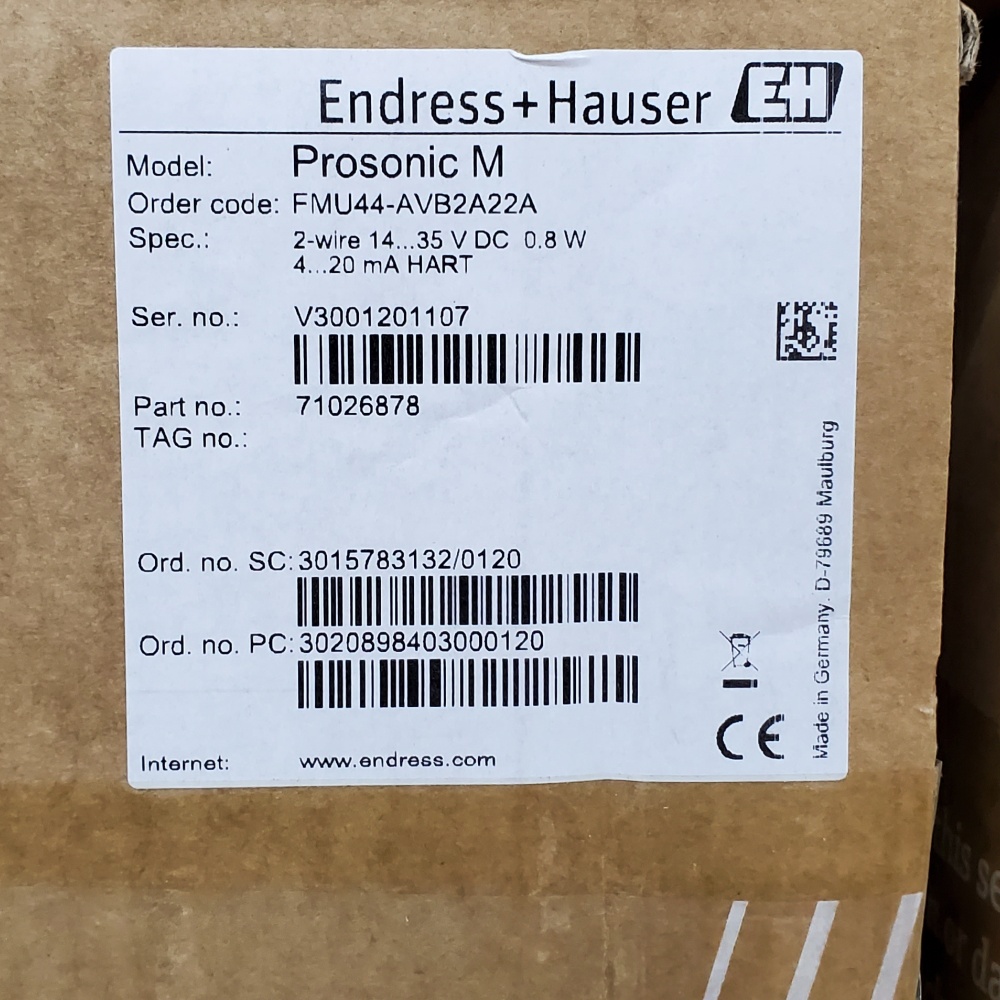 Endress+Hauser EH
Model: Prosonic M
Order code: FMU44-AVB2A22A
Spec.: 2-wire 14...35 V DC 0.8 W
4...20 mA HART
Ser. no.: V3001201107
Part no.: 71026878
TAG no.:
Ord. no. SC: 3015783132/0120
Ord. no. PC: 3020898403000120
Internet: www.endress.com
CE
Made in Germany. D-79689 Maulburg